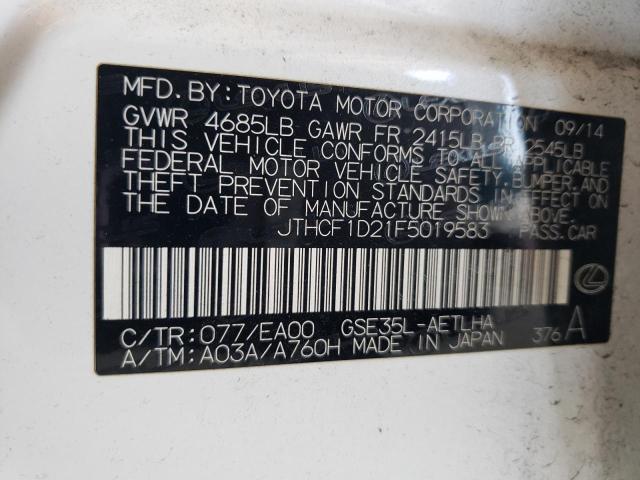 MFD. BY: TOYOTA MOTOR CORPORATION 09/14
GVWR 4685LB GAWR FR 2415LB RR 2545LB
THIS VEHICLE CONFORMS TO ALL APPLICABLE
FEDERAL MOTOR VEHICLE SAFETY, BUMPER, AND
THEFT PREVENTION STANDARDS IN EFFECT ON
THE DATE OF MANUFACTURE SHOWN ABOVE.
JTHCF1D21F5019583 PASS. CAR
C/TR: 077/EA00 GSE35L-AETLHA
A/TM: A03A/A760H MADE IN JAPAN 376 A